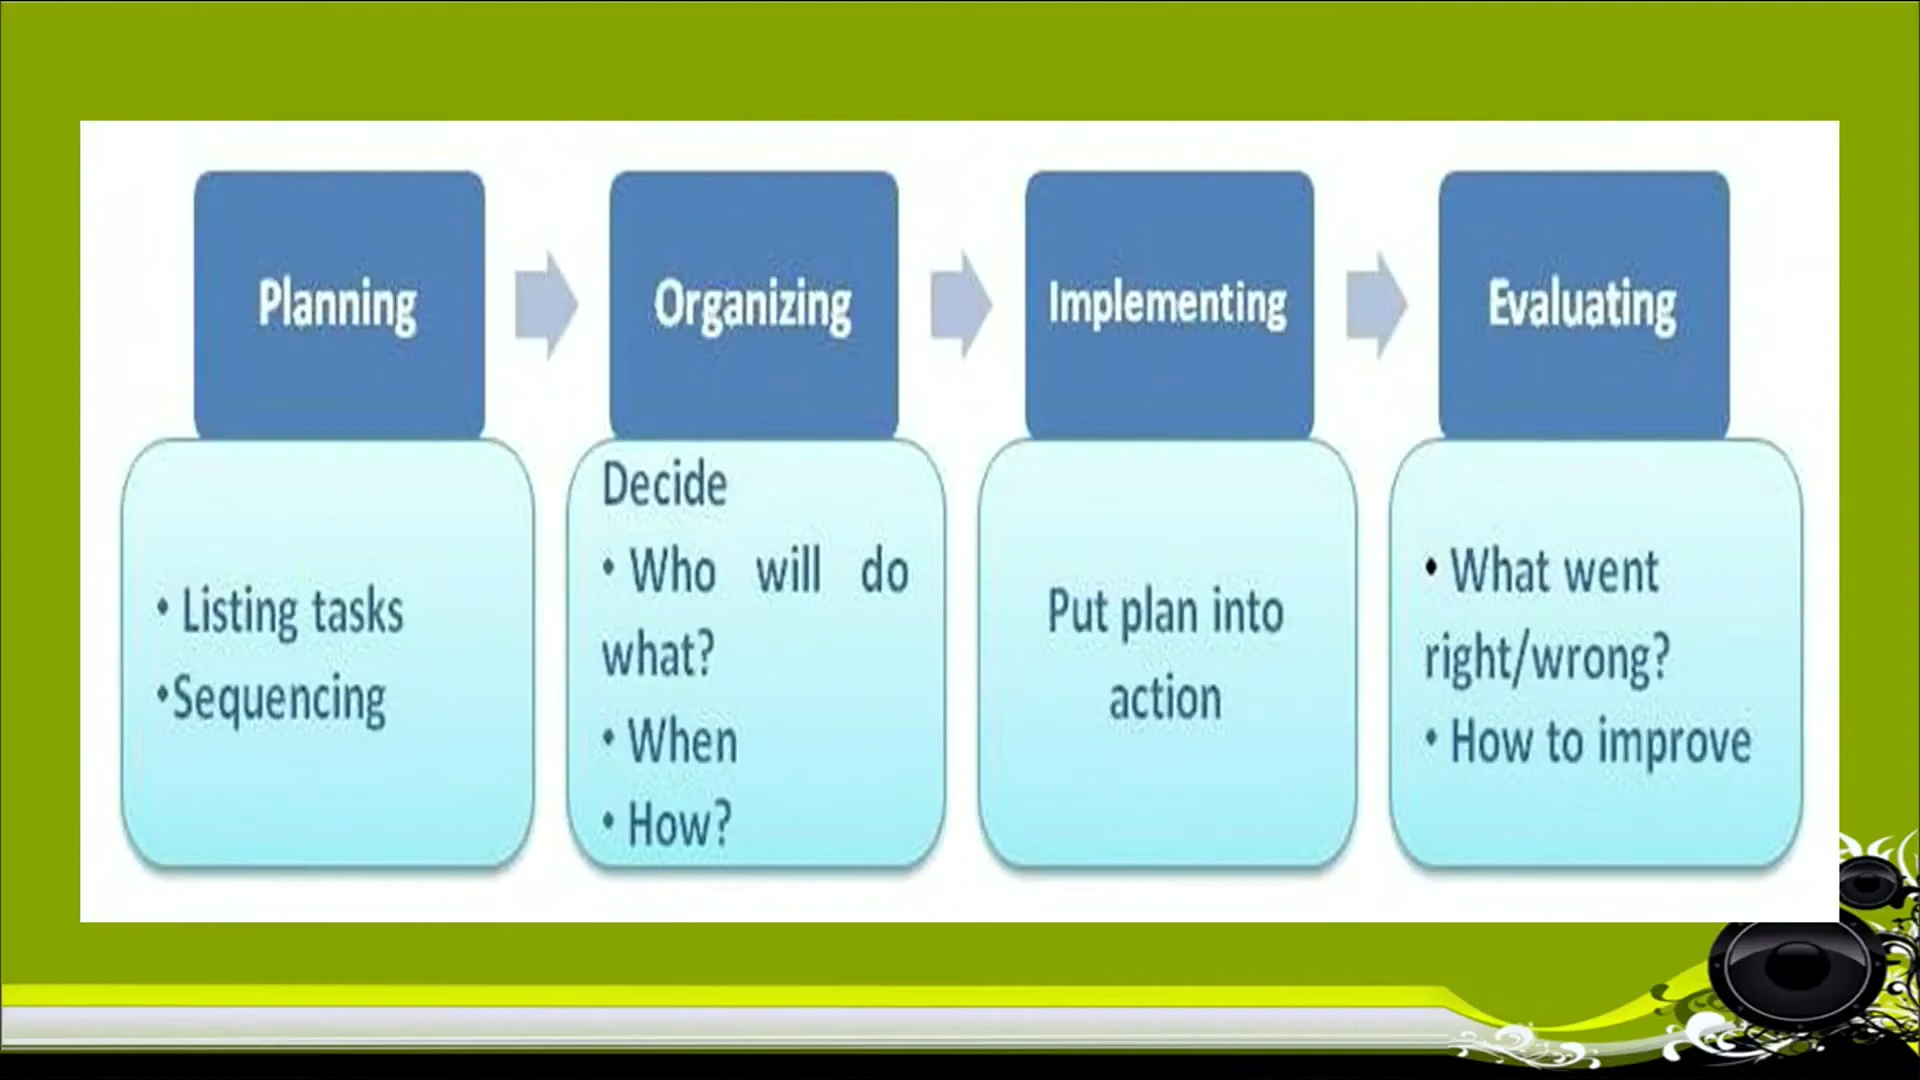 Planning
Organizing
Implementing
Evaluating
• Listing tasks
•Sequencing
Decide
• Who will do
what?
• When
• How?
Put plan into
action
• What went
right/wrong?
• How to improve